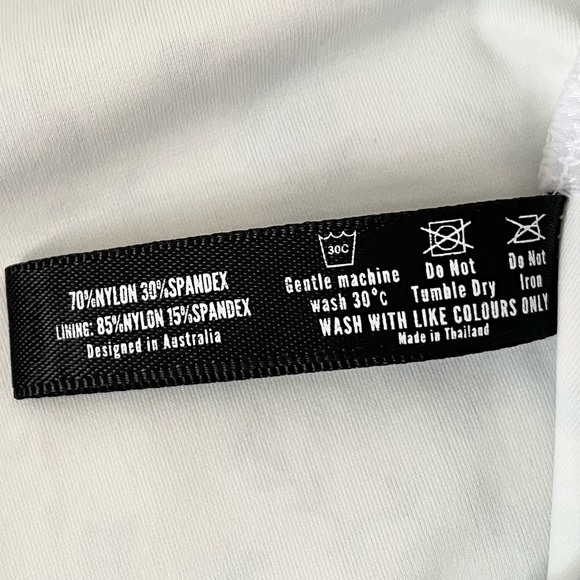 70%NYLON 30%SPANDEX
LINING: 85%NYLON 15%SPANDEX
Designed in Australia
30C
Gentle machine
wash 30°c
Do Not
Tumble Dry
Do Not
Iron
WASH WITH LIKE COLOURS ONLY
Made in Thailand